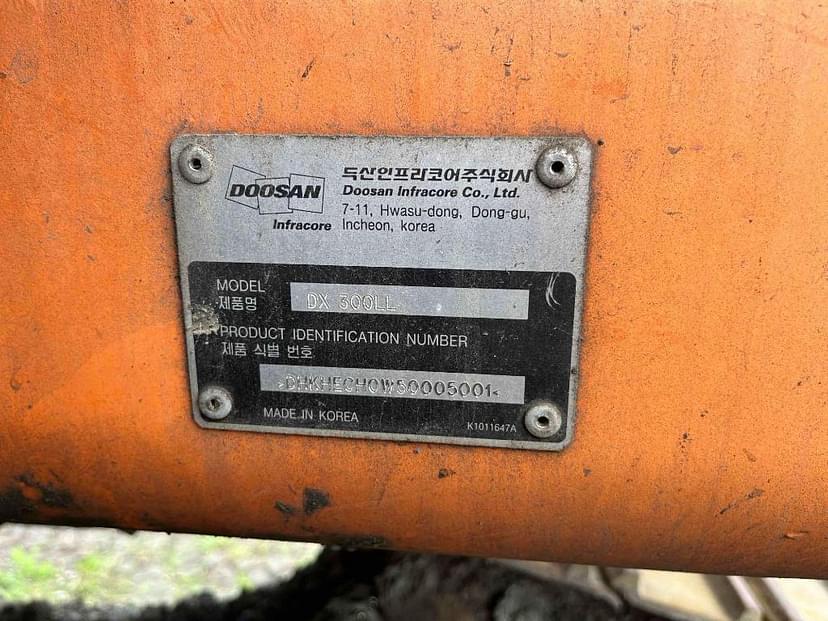 DOOSAN
Infracore
두산인프라코어주식회사
Doosan Infracore Co., Ltd.
7-11, Hwasu-dong, Dong-gu,
Incheon, korea
MODEL
제품명
DX 300LL
PRODUCT IDENTIFICATION NUMBER
제품 식별 번호
>DHKHECH0W50005001<
MADE IN KOREA
K1011647A